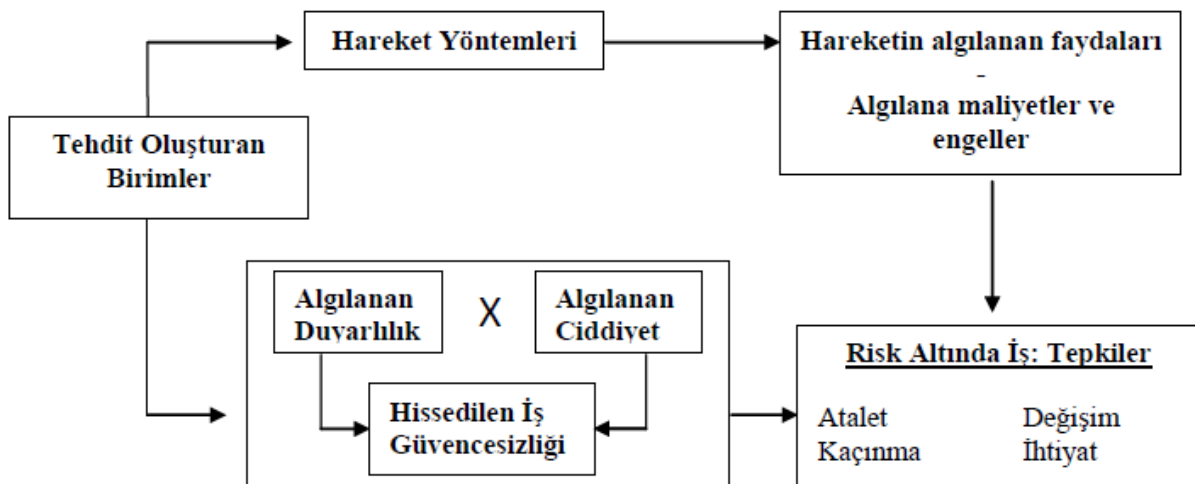 Hareket Yöntemleri
Hareketin algılanan faydaları
-
Algılana maliyetler ve
engeller
Tehdit Oluşturan
Birimler
Algılanan
Duyarlılık
X
Algılanan
Ciddiyet
Hissedilen İş
Güvencesizliği
Risk Altında İş: Tepkiler
Atalet Değişim
Kaçınma İhtiyat